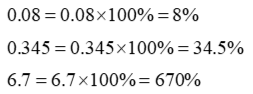 0.08 = 0.08×100% = 8%
0.345 = 0.345×100% = 34.5%
6.7 = 6.7×100% = 670%